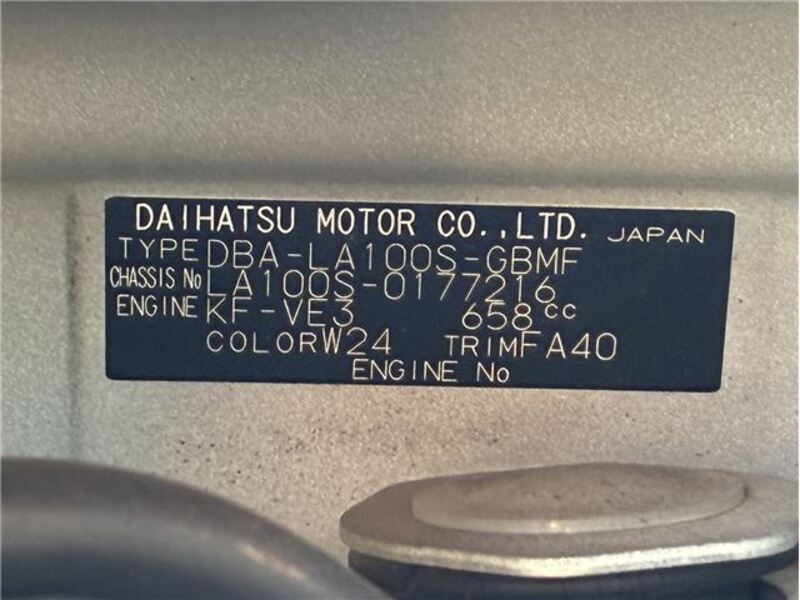 DAIHATSU MOTOR CO.,LTD. JAPAN
TYPE DBA-LA100S-GBMF
CHASSIS No LA100S-0177216
ENGINE KF-VE3 658cc
COLOR W24 TRIM FA40
ENGINE No